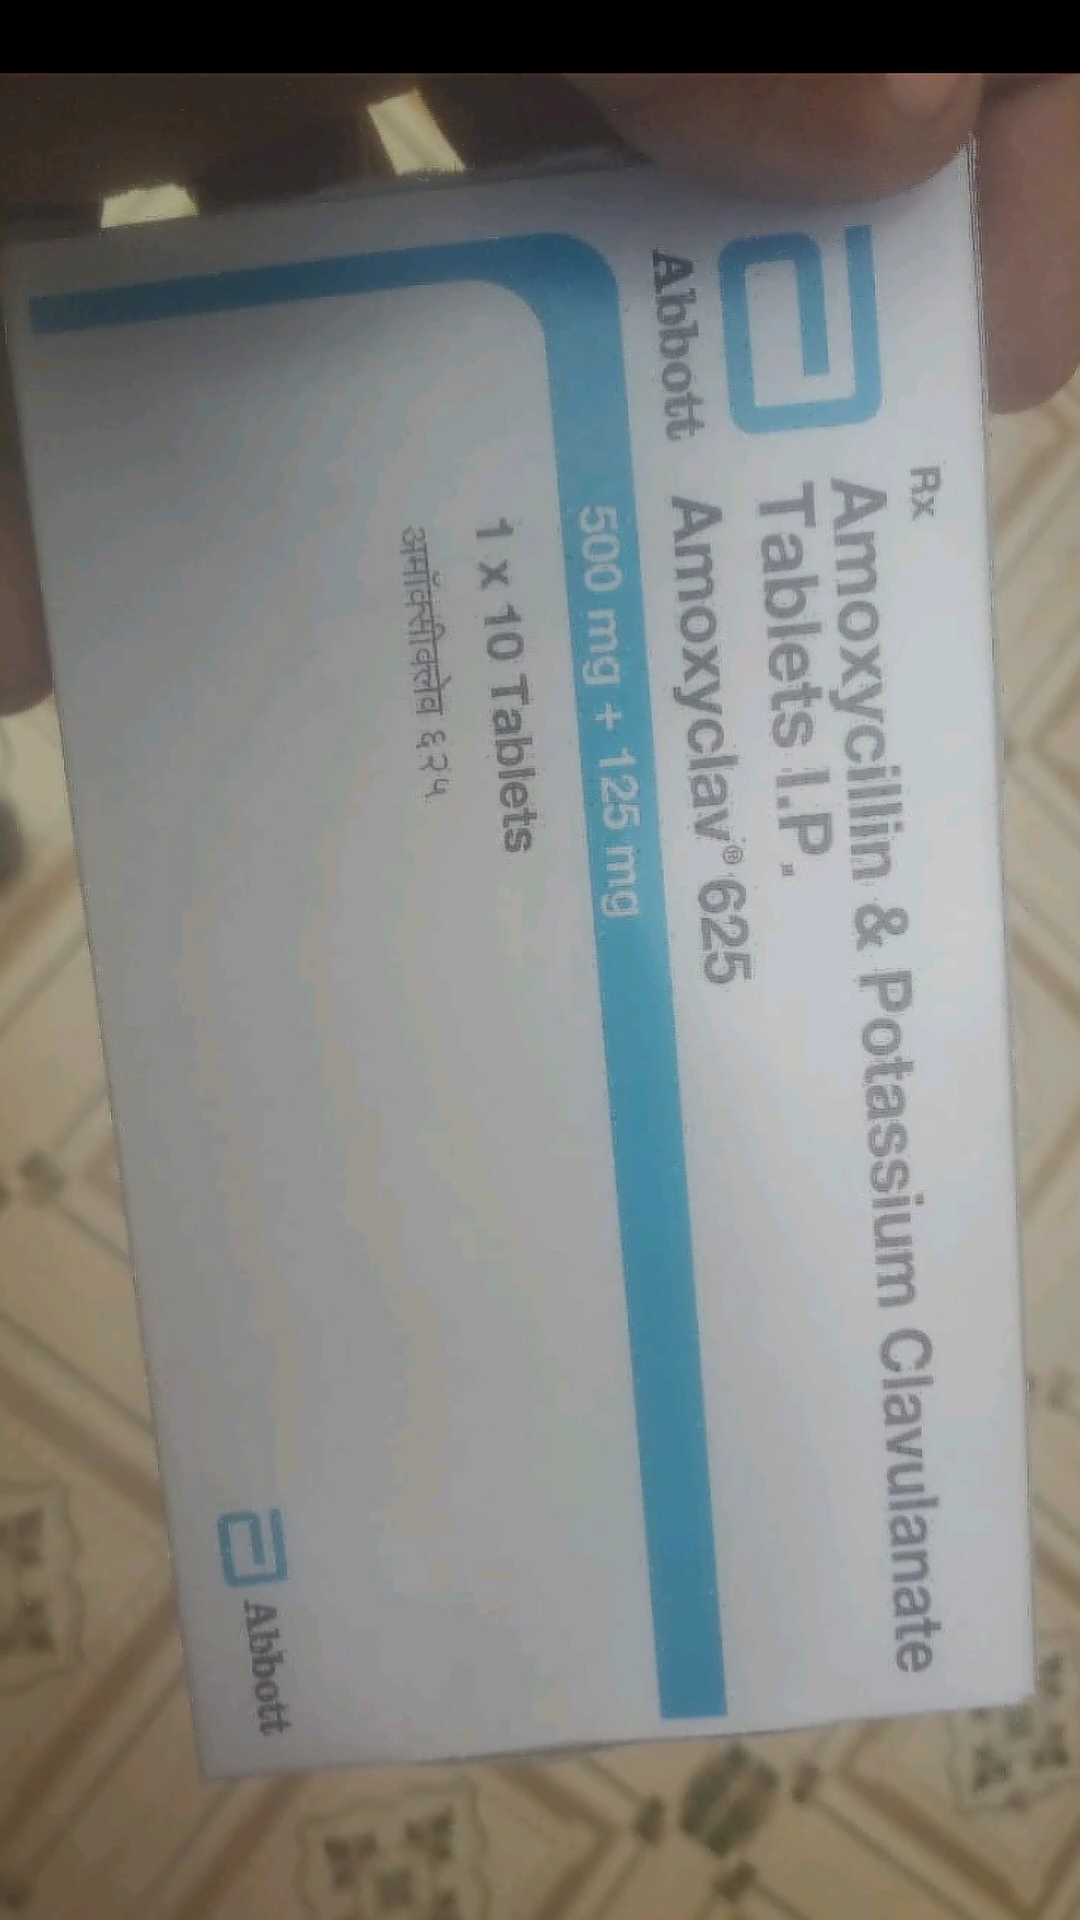 Rx
Amoxycillin & Potassium Clavulanate
Tablets I.P.
Abbott
Amoxyclav® 625
500 mg + 125 mg
1 x 10 Tablets
अमॉक्सीक्लेव ६२५
Abbott